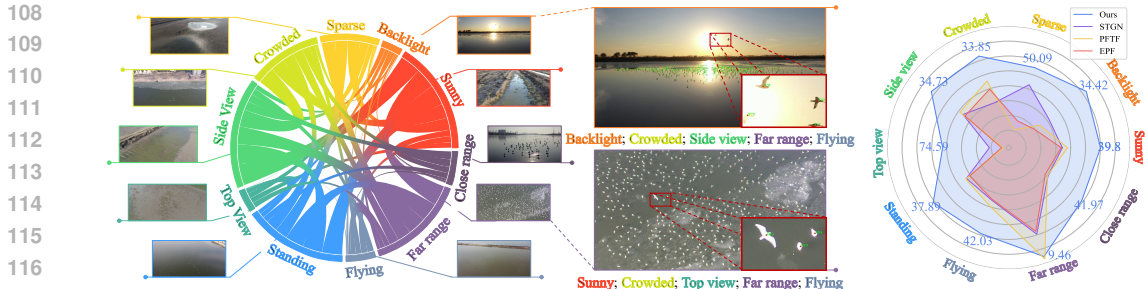 108
109
110
111
112
113
114
115
116
Sparse
Backlight
Sunny
Close range
Far range
Flying
Standing
Top View
Side View
Crowded
Backlight; Crowded; Side view; Far range; Flying
Sunny; Crowded; Top view; Far range; Flying
Ours
STGN
PFTF
EPF
Sparse
50.09
Backlight
34.42
Sunny
39.8
Close range
41.97
Far range
9.46
Flying
42.03
Standing
37.89
Top view
74.59
Side view
34.73
Crowded
33.85